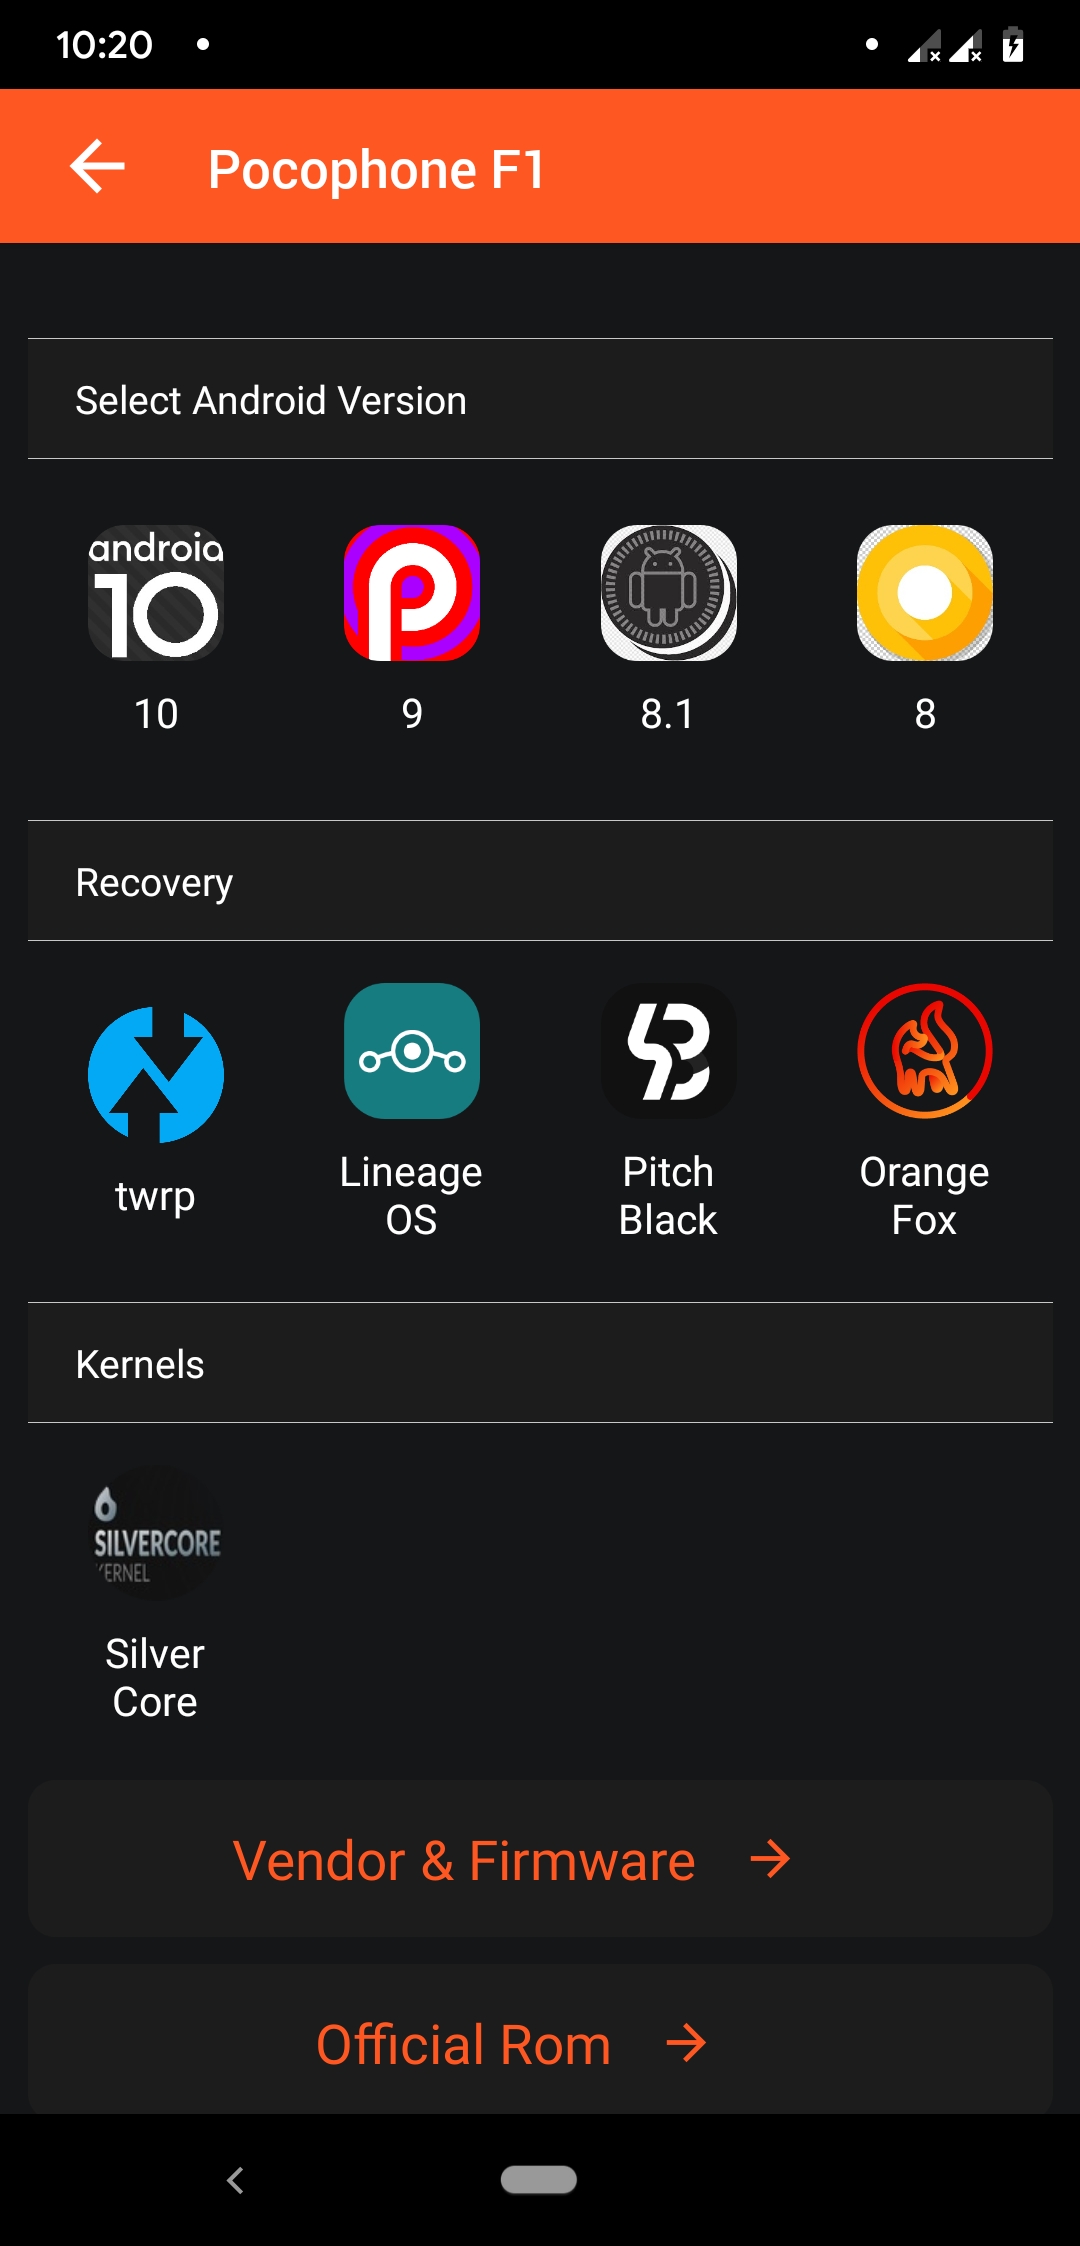 10:20
Pocophone F1
Select Android Version
android
10
10
9
8.1
8
Recovery
twrp
Lineage
OS
Pitch
Black
Orange
Fox
Kernels
SILVERCORE
KERNEL
Silver
Core
Vendor & Firmware
Official Rom